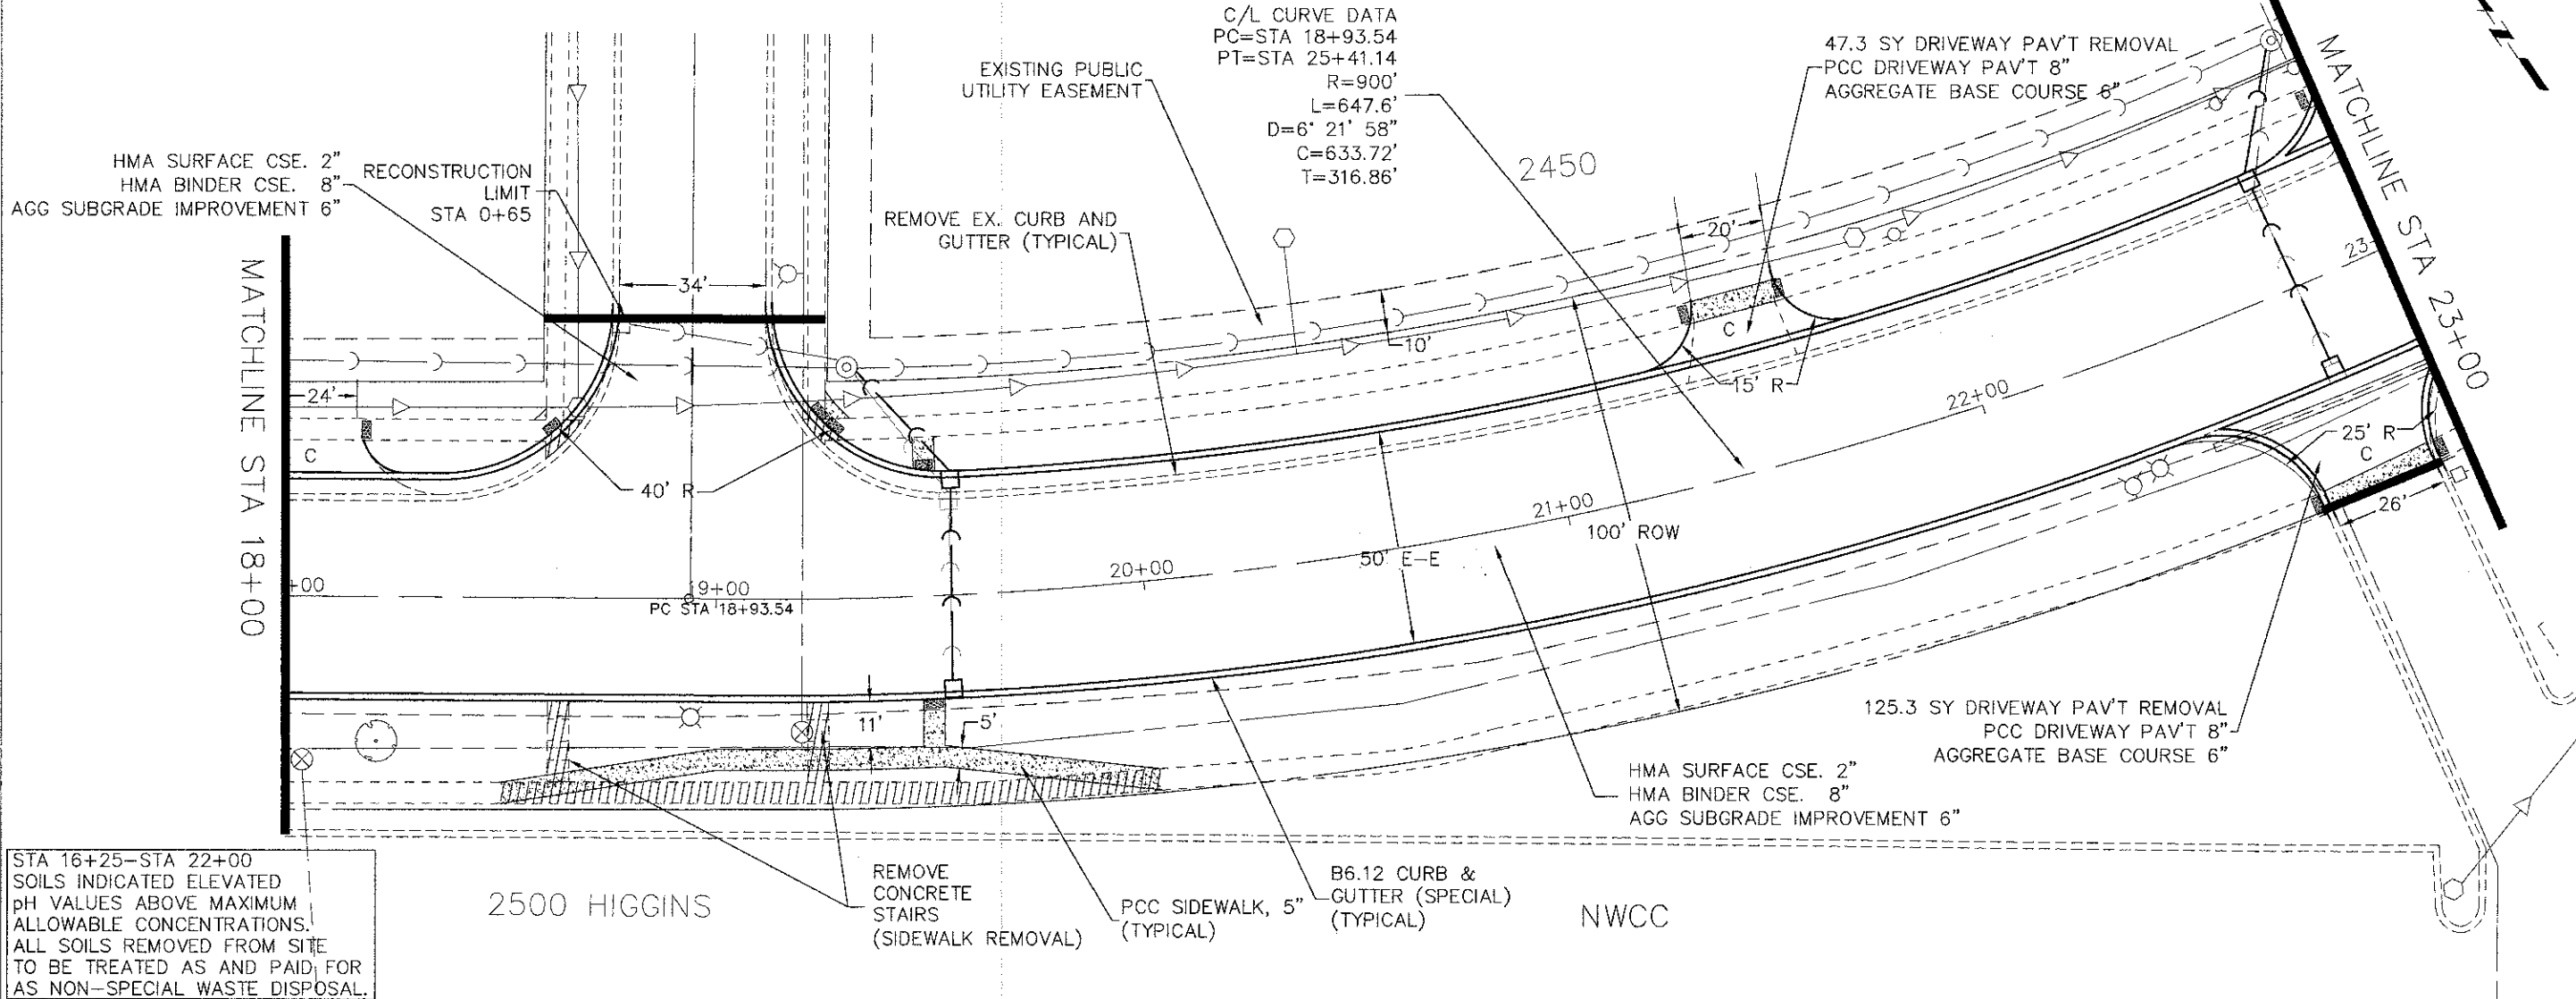 C/L CURVE DATA
PC=STA 18+93.54
PT=STA 25+41.14
R=900'
L=647.6'
D=6° 21' 58"
C=633.72'
T=316.86'
47.3 SY DRIVEWAY PAV'T REMOVAL
PCC DRIVEWAY PAV'T 8"
AGGREGATE BASE COURSE 6"
EXISTING PUBLIC
UTILITY EASEMENT
MATCHLINE STA 23+00
HMA SURFACE CSE. 2"
HMA BINDER CSE. 8"
AGG SUBGRADE IMPROVEMENT 6"
RECONSTRUCTION
LIMIT
STA 0+65
REMOVE EX. CURB AND
GUTTER (TYPICAL)
2450
20'
34'
10'
23
MATCHLINE STA 18+00
24'
C
40' R
C
15' R
22+00
25' R
C
26'
21+00
100' ROW
50' E-E
20+00
+00
19+00
PC STA 18+93.54
11'
5'
125.3 SY DRIVEWAY PAV'T REMOVAL
PCC DRIVEWAY PAV'T 8"
AGGREGATE BASE COURSE 6"
HMA SURFACE CSE. 2"
HMA BINDER CSE. 8"
AGG SUBGRADE IMPROVEMENT 6"
STA 16+25-STA 22+00
SOILS INDICATED ELEVATED
pH VALUES ABOVE MAXIMUM
ALLOWABLE CONCENTRATIONS.
ALL SOILS REMOVED FROM SITE
TO BE TREATED AS AND PAID FOR
AS NON-SPECIAL WASTE DISPOSAL.
2500 HIGGINS
REMOVE
CONCRETE
STAIRS
(SIDEWALK REMOVAL)
PCC SIDEWALK, 5"
(TYPICAL)
B6.12 CURB &
GUTTER (SPECIAL)
(TYPICAL)
NWCC